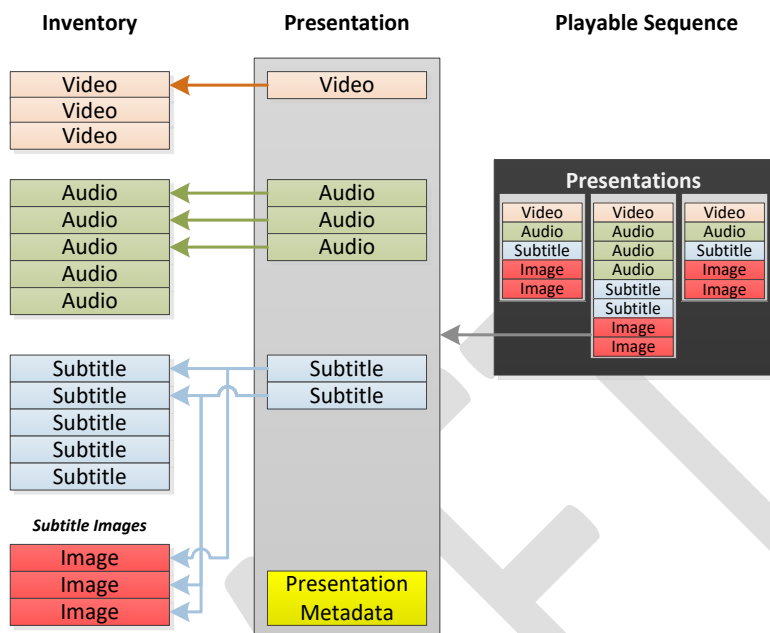 Inventory
Presentation
Playable Sequence
Video
Video
Video
Video
Audio
Audio
Audio
Audio
Audio
Audio
Audio
Audio
Subtitle
Subtitle
Subtitle
Subtitle
Subtitle
Subtitle
Subtitle
Subtitle Images
Image
Image
Image
Presentation
Metadata
Presentations
Video
Audio
Subtitle
Image
Image
Video
Audio
Audio
Audio
Subtitle
Subtitle
Image
Image
Video
Audio
Subtitle
Image
Image